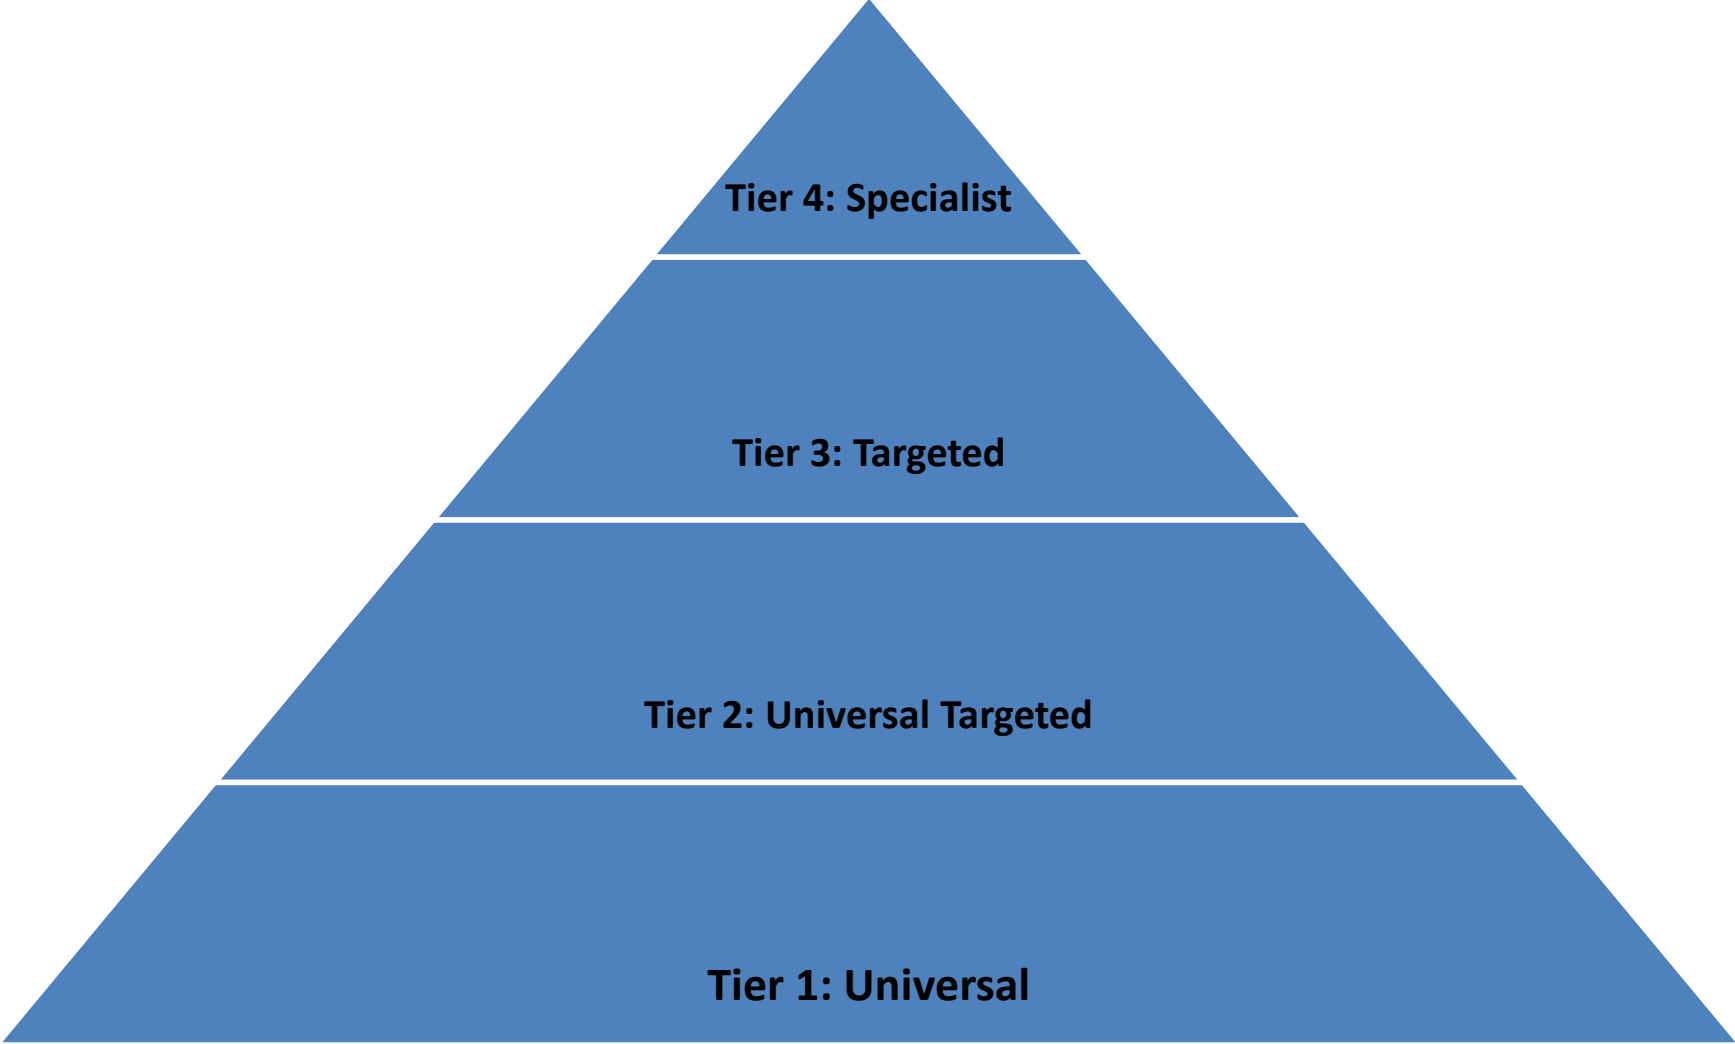 Tier 4: Specialist
Tier 3: Targeted
Tier 2: Universal Targeted
Tier 1: Universal